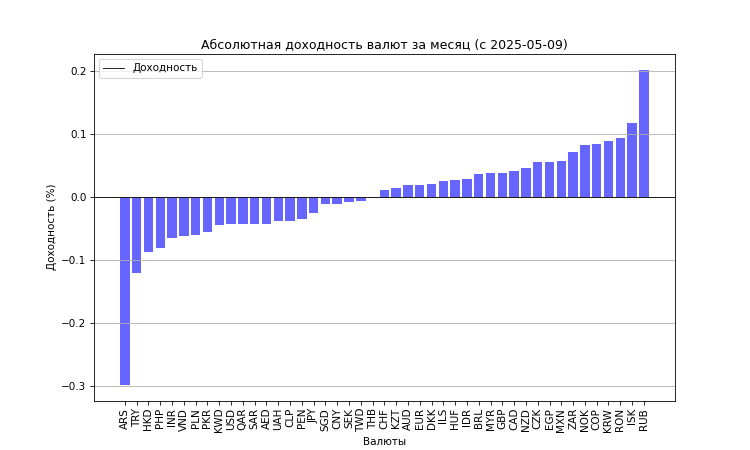 Абсолютная доходность валют за месяц (с 2025-05-09)
Доходность
0.2
0.1
0.0
−0.1
−0.2
−0.3
Доходность (%)
ARS TRY HKD PHP INR VND PLN PKR KWD USD QAR SAR AED UAH CLP PEN JPY SGD CNY SEK TWD THB CHF KZT AUD EUR DKK ILS HUF IDR BRL MYR GBP CAD NZD CZK EGP MXN ZAR NOK COP KRW RON ISK RUB
Валюты